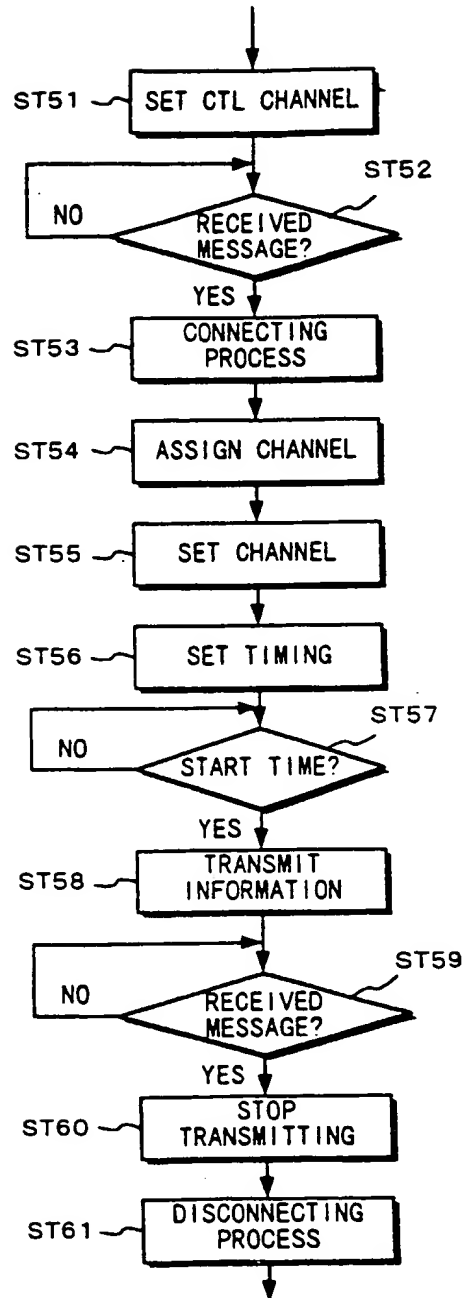 ST51 SET CTL CHANNEL
ST52
NO RECEIVED
MESSAGE?
YES
ST53 CONNECTING
PROCESS
ST54 ASSIGN CHANNEL
ST55 SET CHANNEL
ST56 SET TIMING
ST57
NO START TIME?
YES
ST58 TRANSMIT
INFORMATION
ST59
NO RECEIVED
MESSAGE?
YES
ST60 STOP
TRANSMITTING
ST61 DISCONNECTING
PROCESS